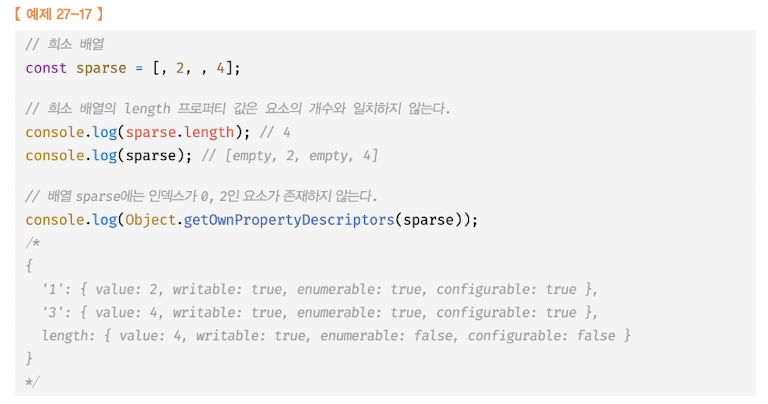 【 예제 27-17 】
// 희소 배열
const sparse = [, 2, , 4];
// 희소 배열의 length 프로퍼티 값은 요소의 개수와 일치하지 않는다.
console.log(sparse.length); // 4
console.log(sparse); // [empty, 2, empty, 4]
// 배열 sparse에는 인덱스가 0, 2인 요소가 존재하지 않는다.
console.log(Object.getOwnPropertyDescriptors(sparse));
/*
{
'1': { value: 2, writable: true, enumerable: true, configurable: true },
'3': { value: 4, writable: true, enumerable: true, configurable: true },
length: { value: 4, writable: true, enumerable: false, configurable: false }
}
*/